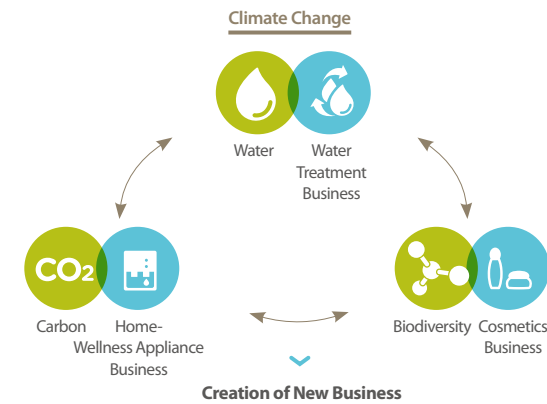 Climate Change
Water
Water
Treatment
Business
CO2
Carbon
Home-
Wellness Appliance
Business
Biodiversity
Cosmetics
Business
Creation of New Business